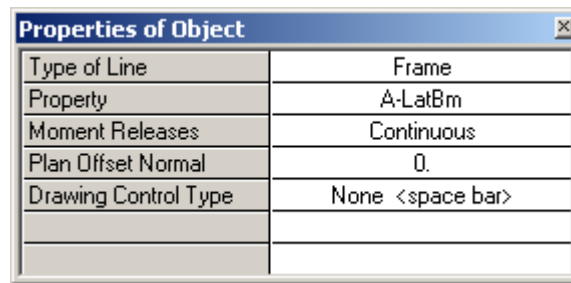 Properties of Object
Type of Line Frame
Property A-LatBm
Moment Releases Continuous
Plan Offset Normal 0.
Drawing Control Type None <space bar>